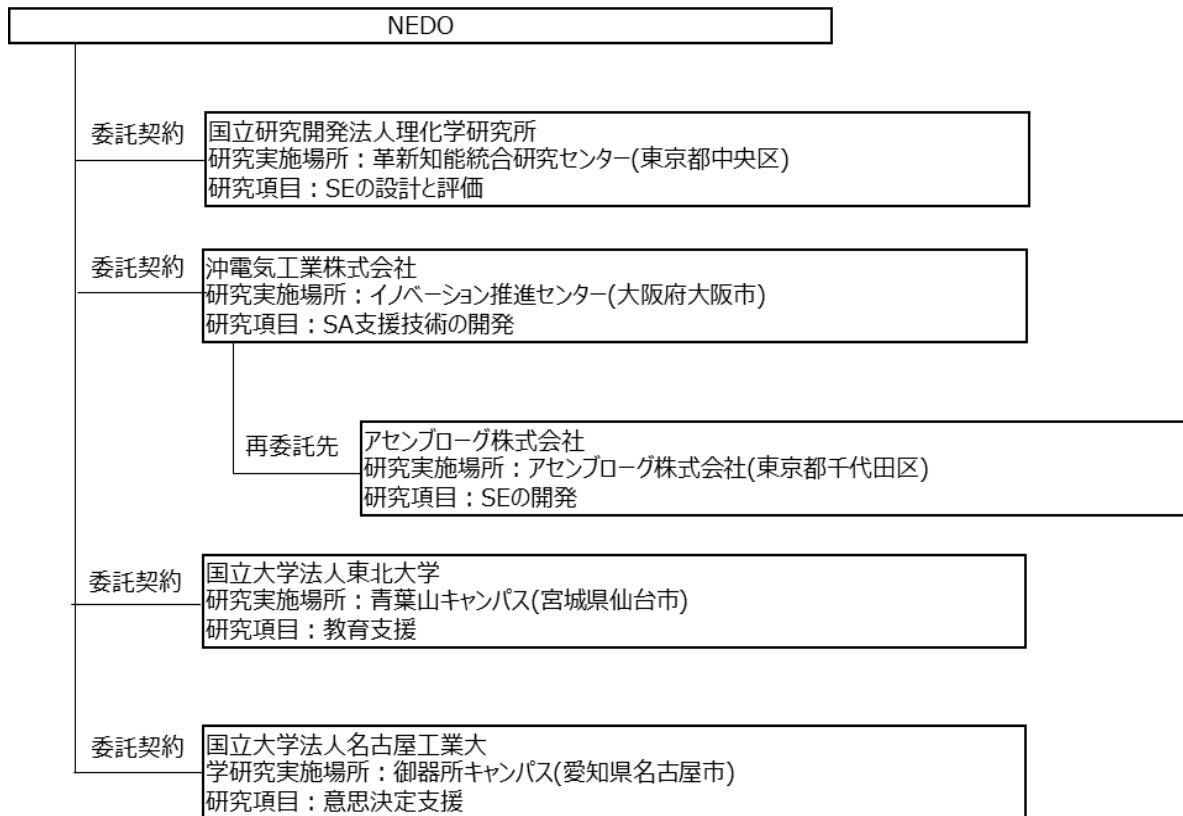 NEDO
委託契約
国立研究開発法人理化学研究所
研究実施場所：革新知能統合研究センター(東京都中央区)
研究項目：SEの設計と評価
委託契約
沖電気工業株式会社
研究実施場所：イノベーション推進センター(大阪府大阪市)
研究項目：SA支援技術の開発
再委託先
アセンブローグ株式会社
研究実施場所：アセンブローグ株式会社(東京都千代田区)
研究項目：SEの開発
委託契約
国立大学法人東北大学
研究実施場所：青葉山キャンパス(宮城県仙台市)
研究項目：教育支援
委託契約
国立大学法人名古屋工業大
学研究実施場所：御器所キャンパス(愛知県名古屋市)
研究項目：意思決定支援